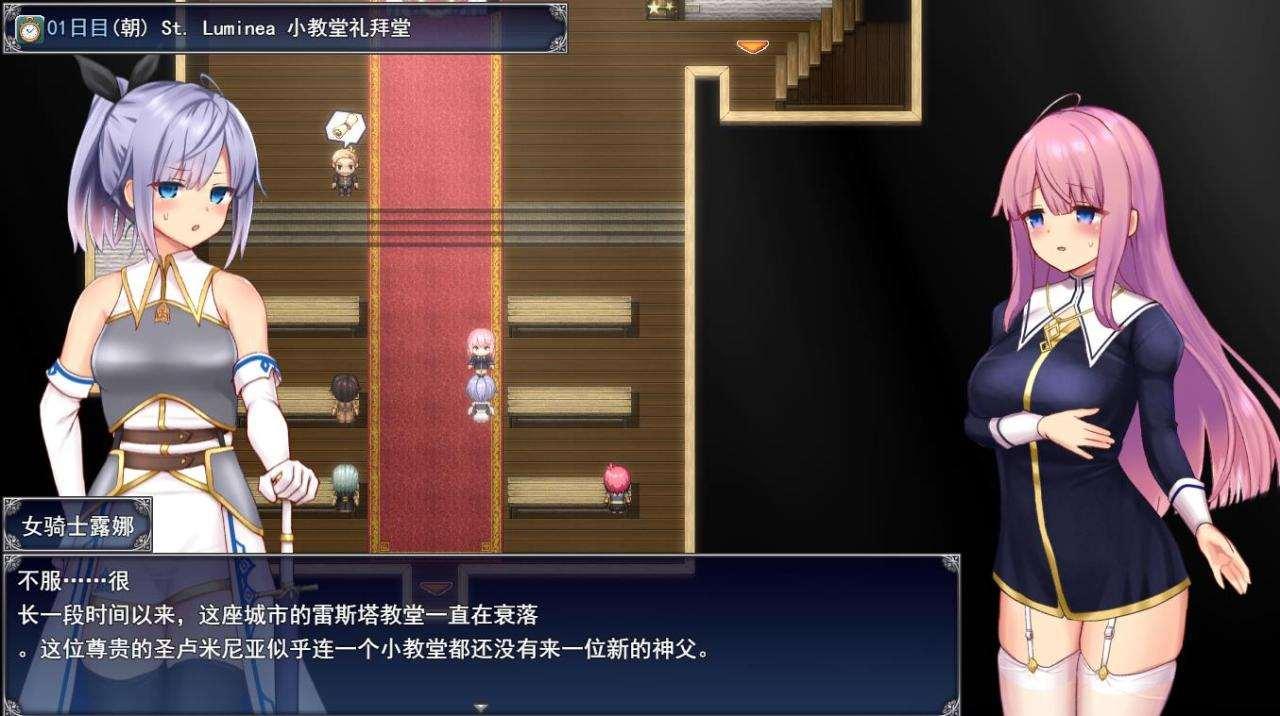 01日目(朝) St. Luminea 小教堂礼拜堂
女骑士露娜
不服……很
长一段时间以来，这座城市的雷斯塔教堂一直在衰落
。这位尊贵的圣卢米尼亚似乎连一个小教堂都还没有来一位新的神父。